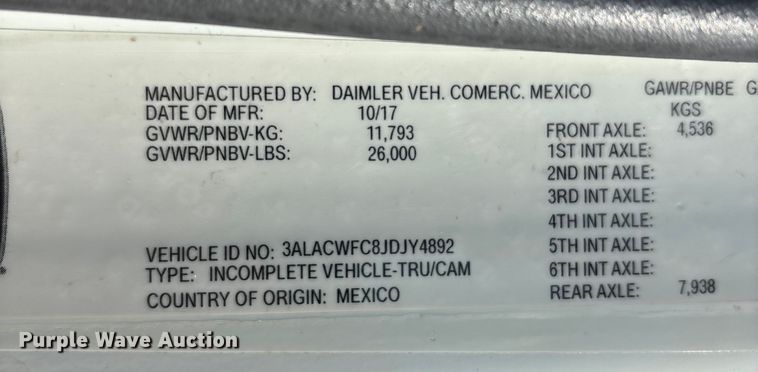 MANUFACTURED BY: DAIMLER VEH. COMERC. MEXICO GAWR/PNBE G
DATE OF MFR: 10/17 KGS
GVWR/PNBV-KG: 11,793 FRONT AXLE: 4,536
GVWR/PNBV-LBS: 26,000 1ST INT AXLE:
2ND INT AXLE:
3RD INT AXLE:
4TH INT AXLE:
VEHICLE ID NO: 3ALACWFC8JDJY4892 5TH INT AXLE:
TYPE: INCOMPLETE VEHICLE-TRU/CAM 6TH INT AXLE:
COUNTRY OF ORIGIN: MEXICO REAR AXLE: 7,938
Purple Wave Auction